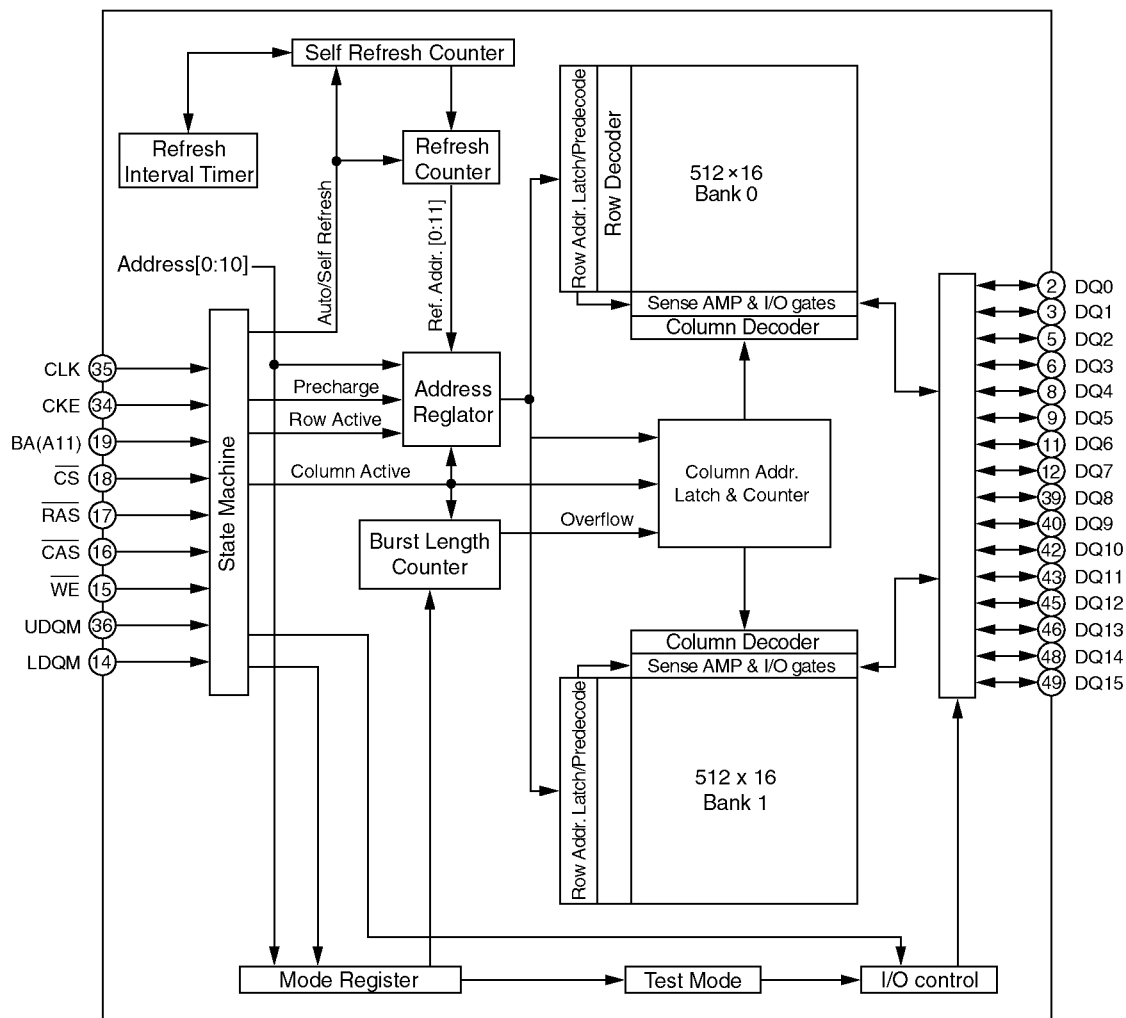 Self Refresh Counter
Refresh
Interval Timer
Refresh
Counter
Auto/Self Refresh
Ref. Addr. [0:11]
Address[0:10]
Row Addr. Latch/Predecode
Row Decoder
512 × 16
Bank 0
Sense AMP & I/O gates
Column Decoder
State Machine
CLK 35
CKE 34
BA(A11) 19
CS 18
RAS 17
CAS 16
WE 15
UDQM 36
LDQM 14
Precharge
Row Active
Column Active
Address
Reglator
Burst Length
Counter
Overflow
Column Addr.
Latch & Counter
Column Decoder
Sense AMP & I/O gates
Row Addr. Latch/Predecode
512 x 16
Bank 1
2 DQ0
3 DQ1
5 DQ2
6 DQ3
8 DQ4
9 DQ5
11 DQ6
12 DQ7
39 DQ8
40 DQ9
42 DQ10
43 DQ11
45 DQ12
46 DQ13
48 DQ14
49 DQ15
Mode Register
Test Mode
I/O control